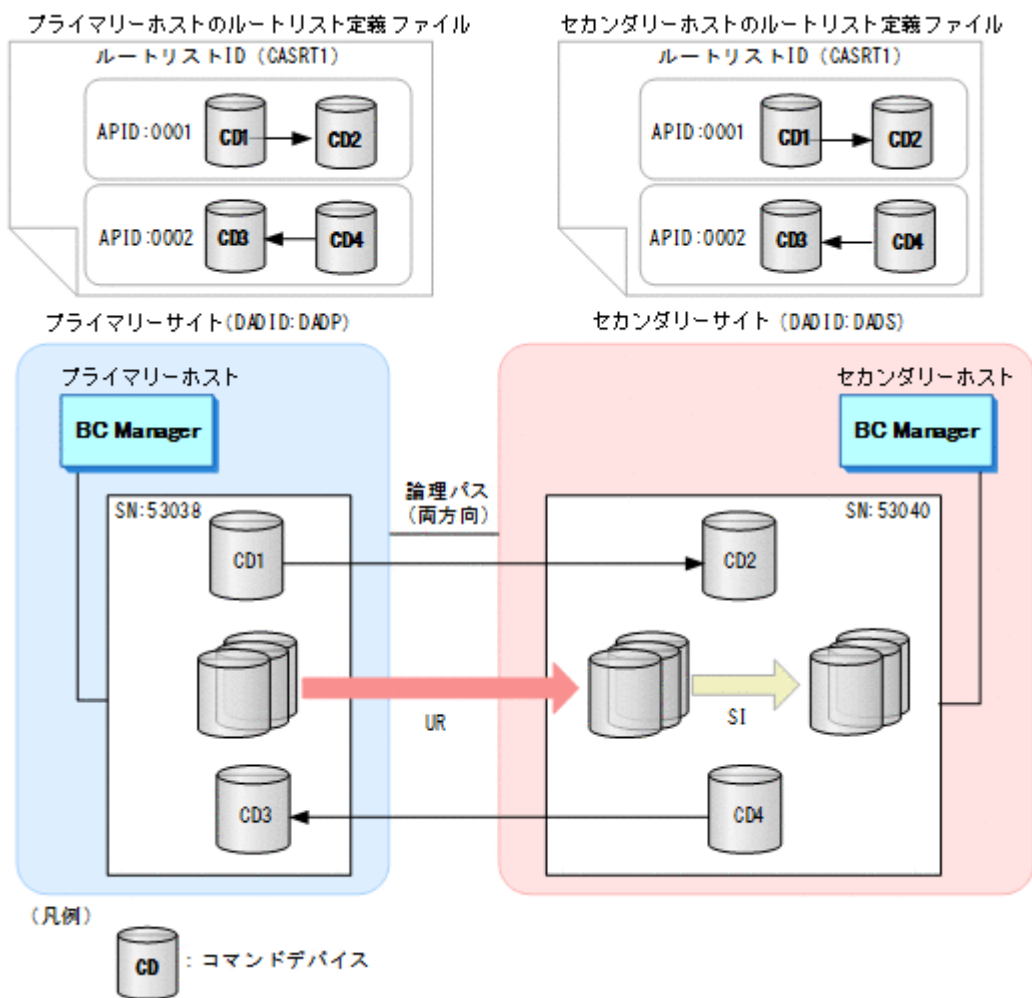 プライマリーホストのルートリスト定義ファイル
ルートリストID (CASRT1)
APID:0001
CD1
CD2
APID:0002
CD3
CD4
セカンダリーホストのルートリスト定義ファイル
ルートリストID (CASRT1)
APID:0001
CD1
CD2
APID:0002
CD3
CD4
プライマリーサイト(DADID:DADP)
セカンダリーサイト(DADID:DADS)
プライマリーホスト
BC Manager
セカンダリーホスト
BC Manager
論理パス
(両方向)
SN:53038
SN:53040
CD1
CD2
UR
SI
CD3
CD4
(凡例)
CD
:コマンドデバイス